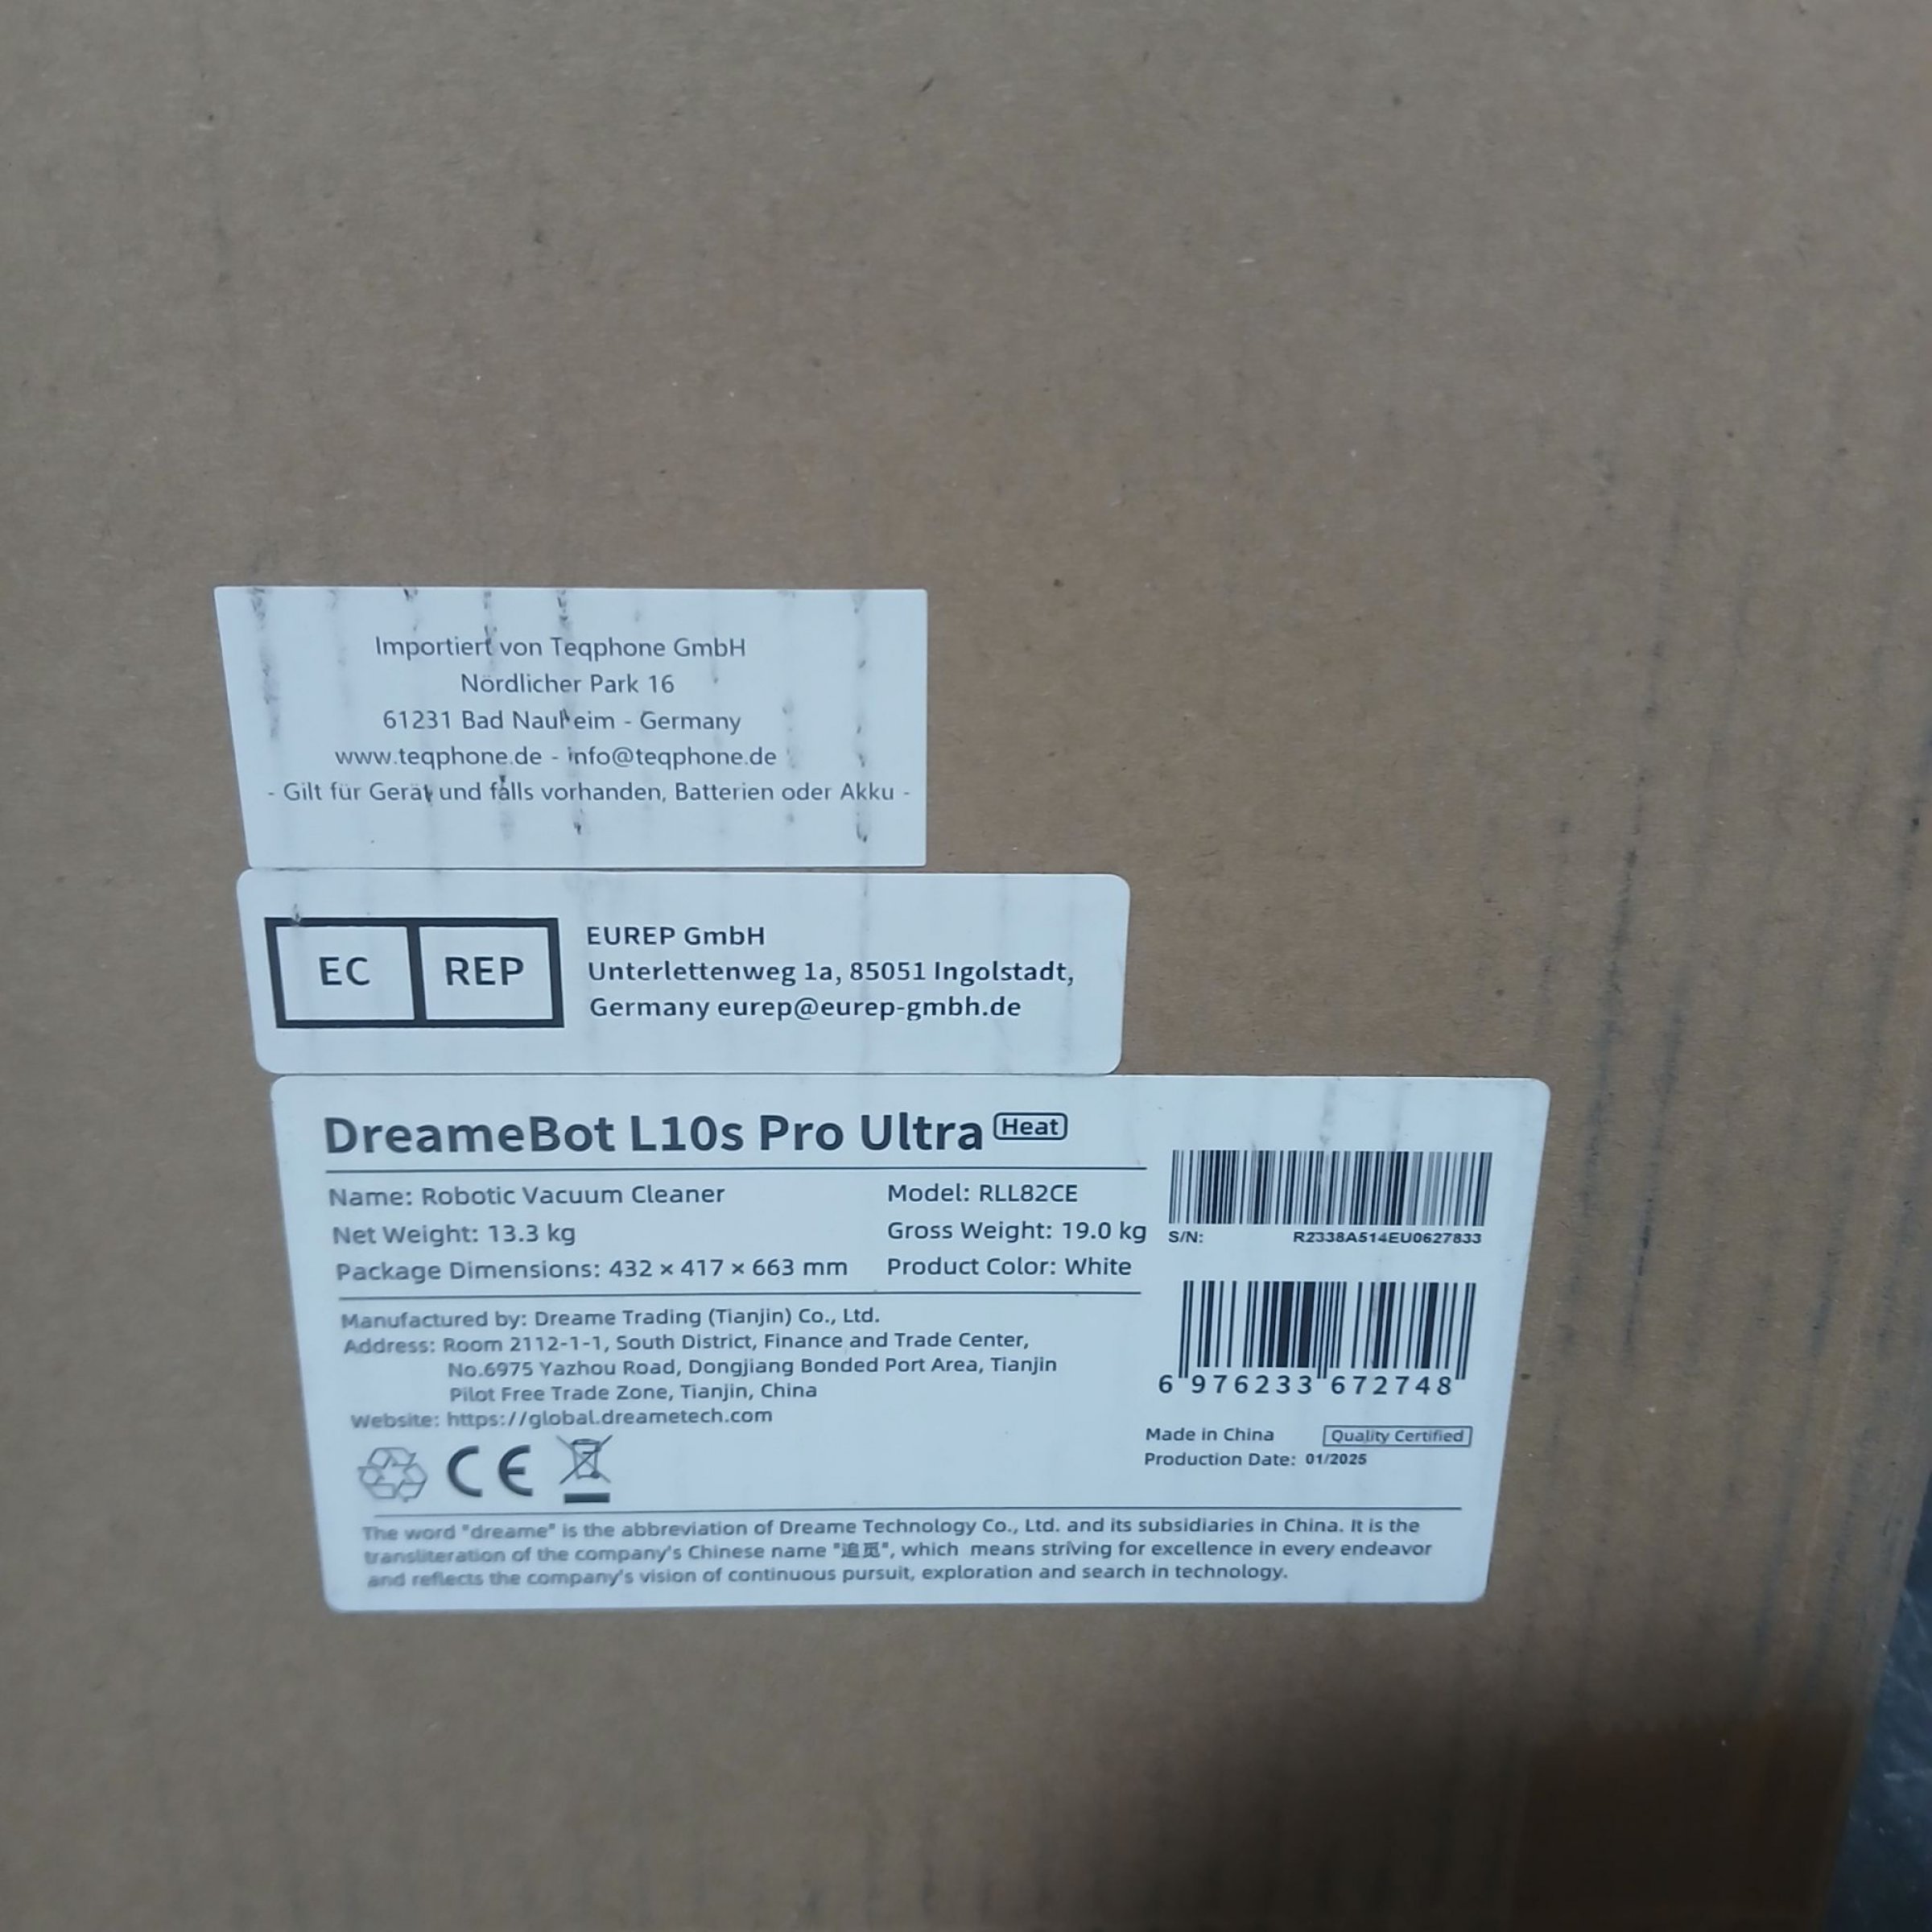 Importiert von Teqphone GmbH
Nördlicher Park 16
61231 Bad Nauheim - Germany
www.teqphone.de - info@teqphone.de
- Gilt für Gerät und falls vorhanden, Batterien oder Akku -
EC REP
EUREP GmbH
Unterlettenweg 1a, 85051 Ingolstadt,
Germany eurep@eurep-gmbh.de
DreameBot L10s Pro Ultra Heat
Name: Robotic Vacuum Cleaner
Model: RLL82CE
Net Weight: 13.3 kg
Gross Weight: 19.0 kg
Package Dimensions: 432 × 417 × 663 mm
Product Color: White
S/N: R2338A514EU0627833
Manufactured by: Dreame Trading (Tianjin) Co., Ltd.
Address: Room 2112-1-1, South District, Finance and Trade Center,
No.6975 Yazhou Road, Dongjiang Bonded Port Area, Tianjin
Pilot Free Trade Zone, Tianjin, China
Website: https://global.dreametech.com
6 976233 672748
Made in China
Quality Certified
Production Date: 01/2025
CE
The word "dreame" is the abbreviation of Dreame Technology Co., Ltd. and its subsidiaries in China. It is the
transliteration of the company's Chinese name "追觅", which means striving for excellence in every endeavor
and reflects the company's vision of continuous pursuit, exploration and search in technology.